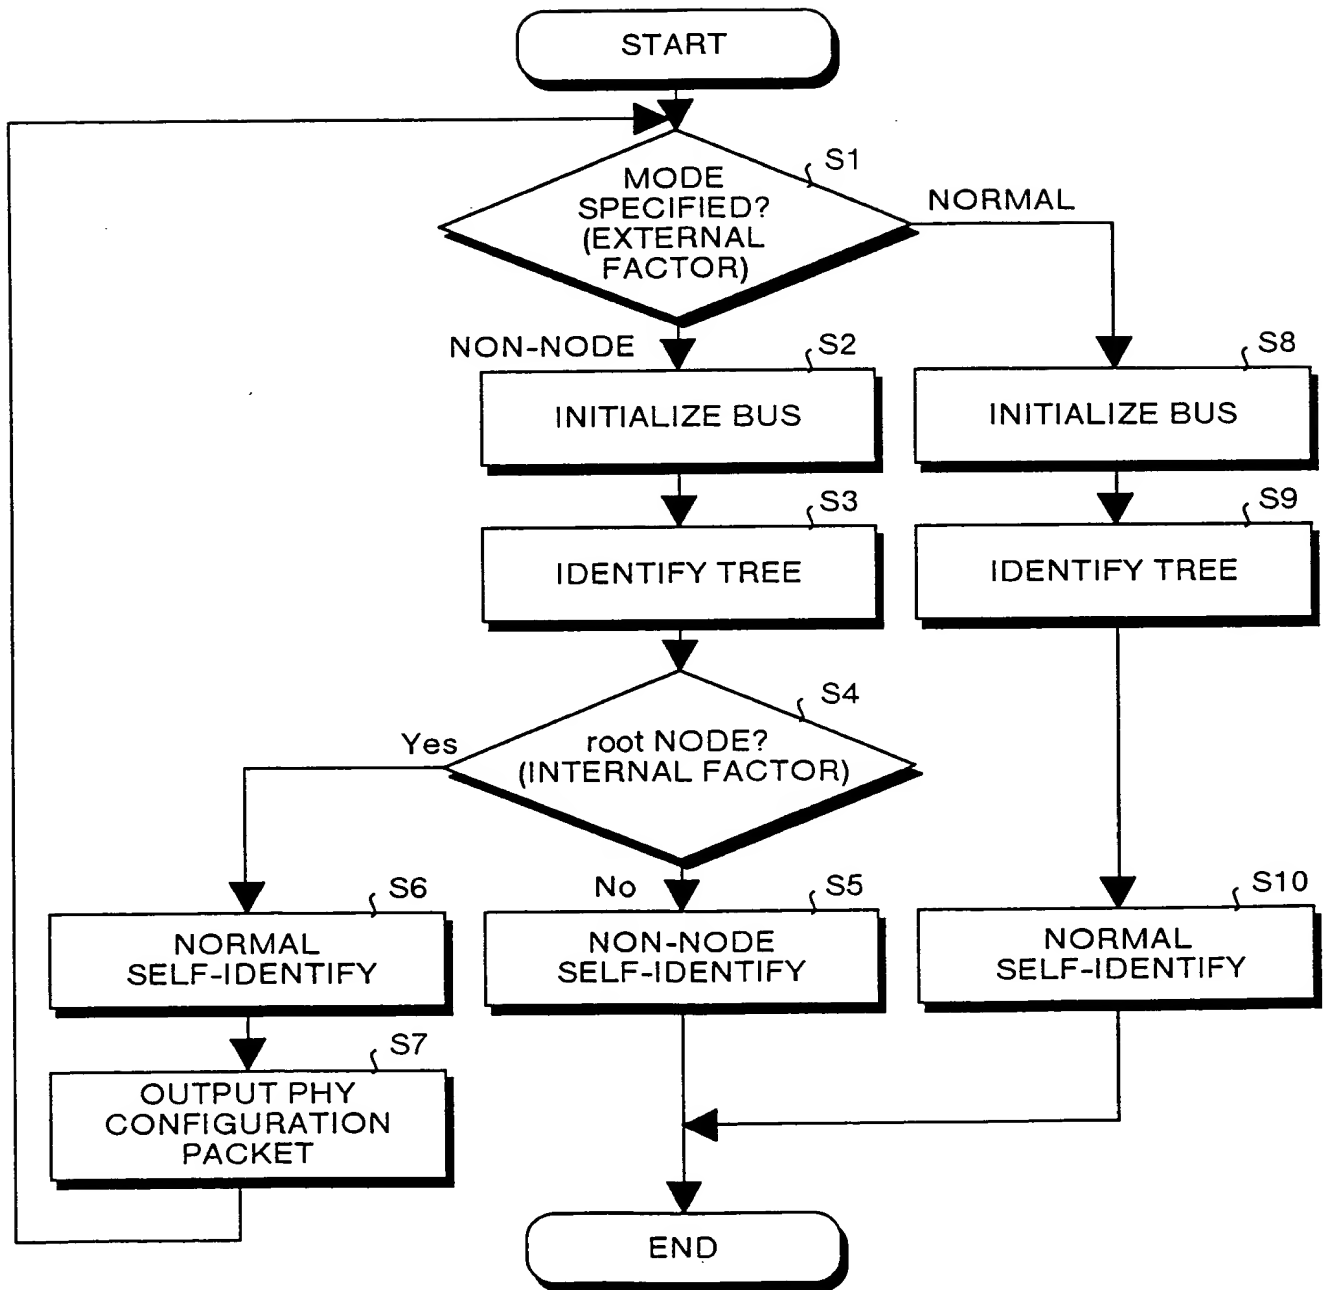 START
S1
MODE
SPECIFIED?
(EXTERNAL
FACTOR)
NORMAL
NON-NODE
S2
INITIALIZE BUS
S8
INITIALIZE BUS
S3
IDENTIFY TREE
S9
IDENTIFY TREE
S4
root NODE?
(INTERNAL FACTOR)
Yes
No
S6
NORMAL
SELF-IDENTIFY
S5
NON-NODE
SELF-IDENTIFY
S10
NORMAL
SELF-IDENTIFY
S7
OUTPUT PHY
CONFIGURATION
PACKET
END